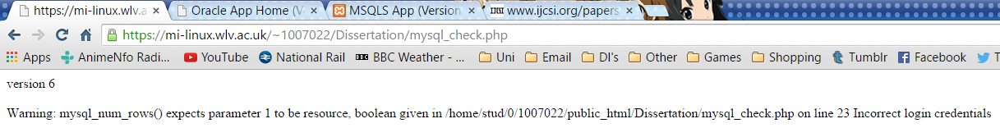 https://mi-linux.wlv.a
Oracle App Home (V
MSQLS App (Version
IJCSI www.ijcsi.org/papers
https://mi-linux.wlv.ac.uk/~1007022/Dissertation/mysql_check.php
Apps AnimeNfo Radi... YouTube National Rail BBC BBC Weather - ... Uni Email DI's Other Games Shopping Tumblr Facebook T
version 6
Warning: mysql_num_rows() expects parameter 1 to be resource, boolean given in /home/stud/0/1007022/public_html/Dissertation/mysql_check.php on line 23 Incorrect login credentials